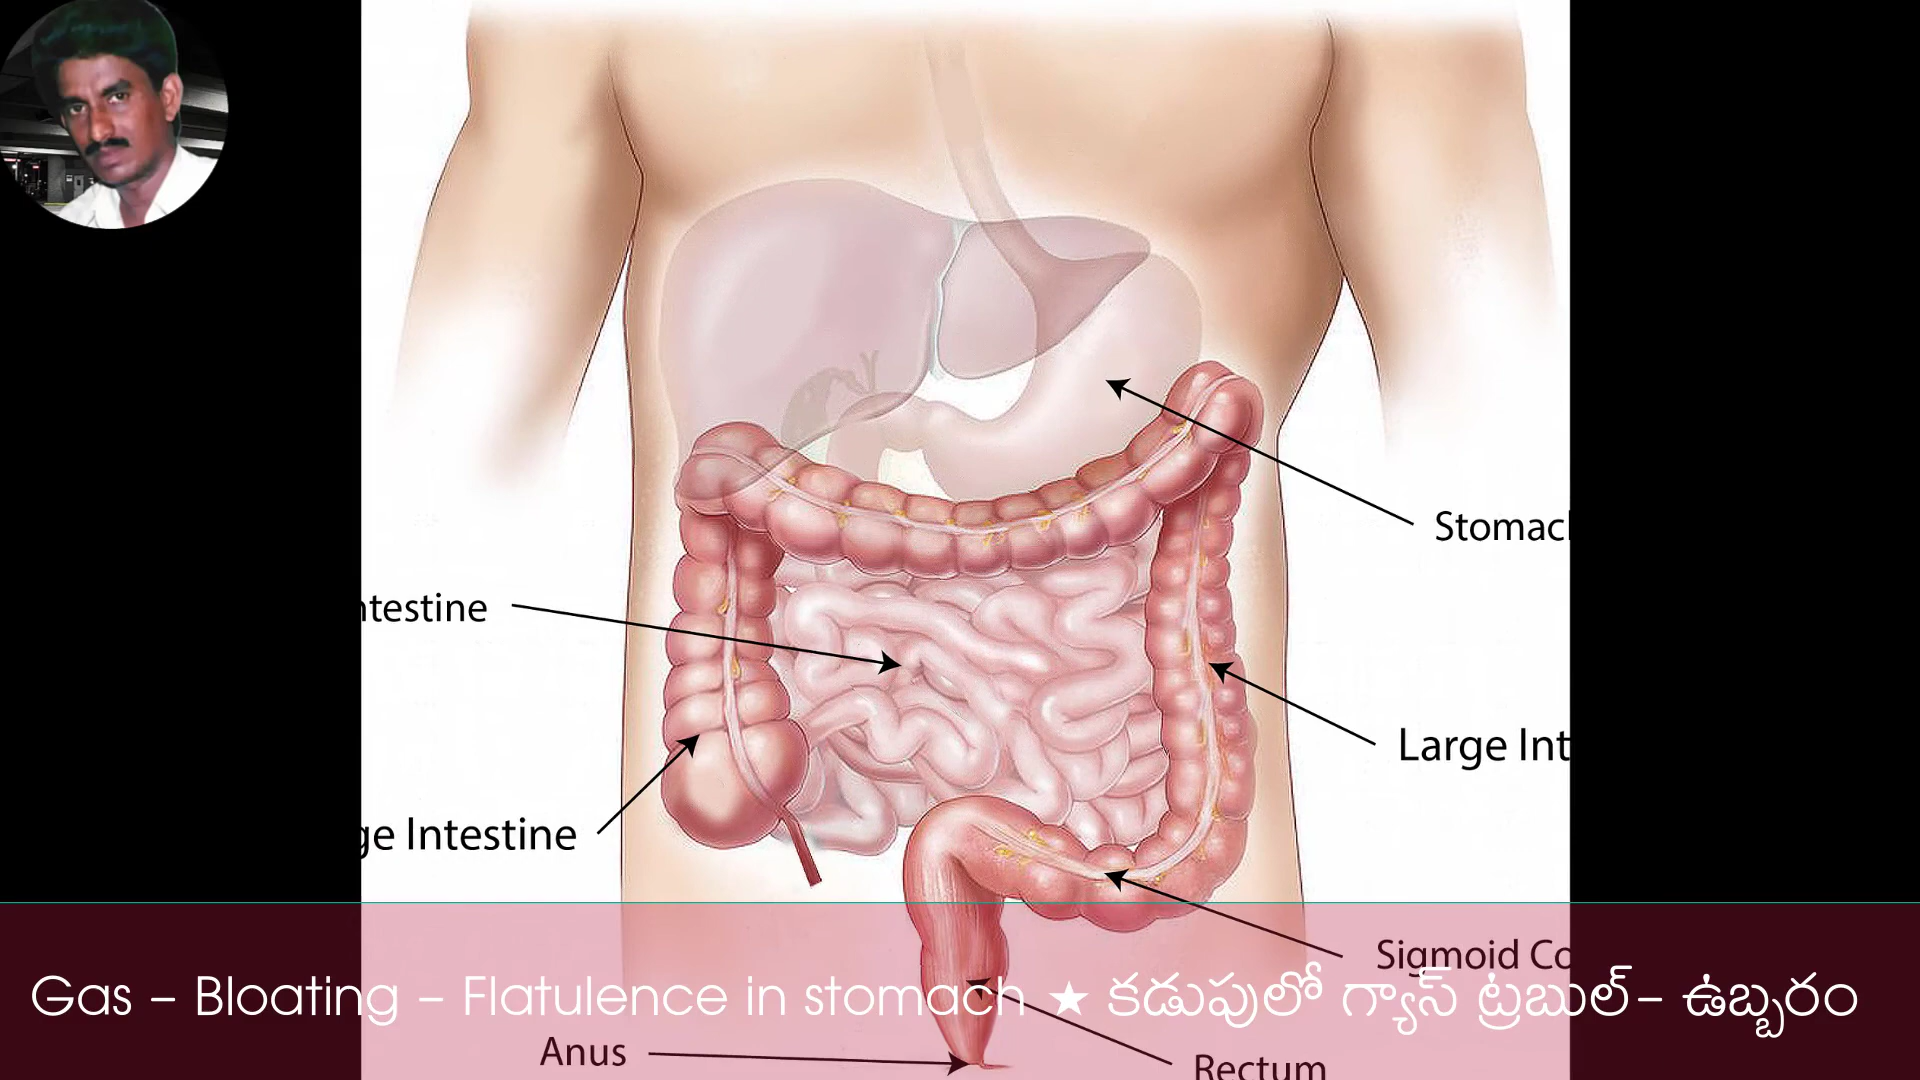 Stomac
ntestine
Large Int
ge Intestine
Sigmoid Co
Gas – Bloating – Flatulence in stomach ★ కడుపులో గ్యాస్ ట్రబుల్– ఉబ్బరం
Anus
Rectum